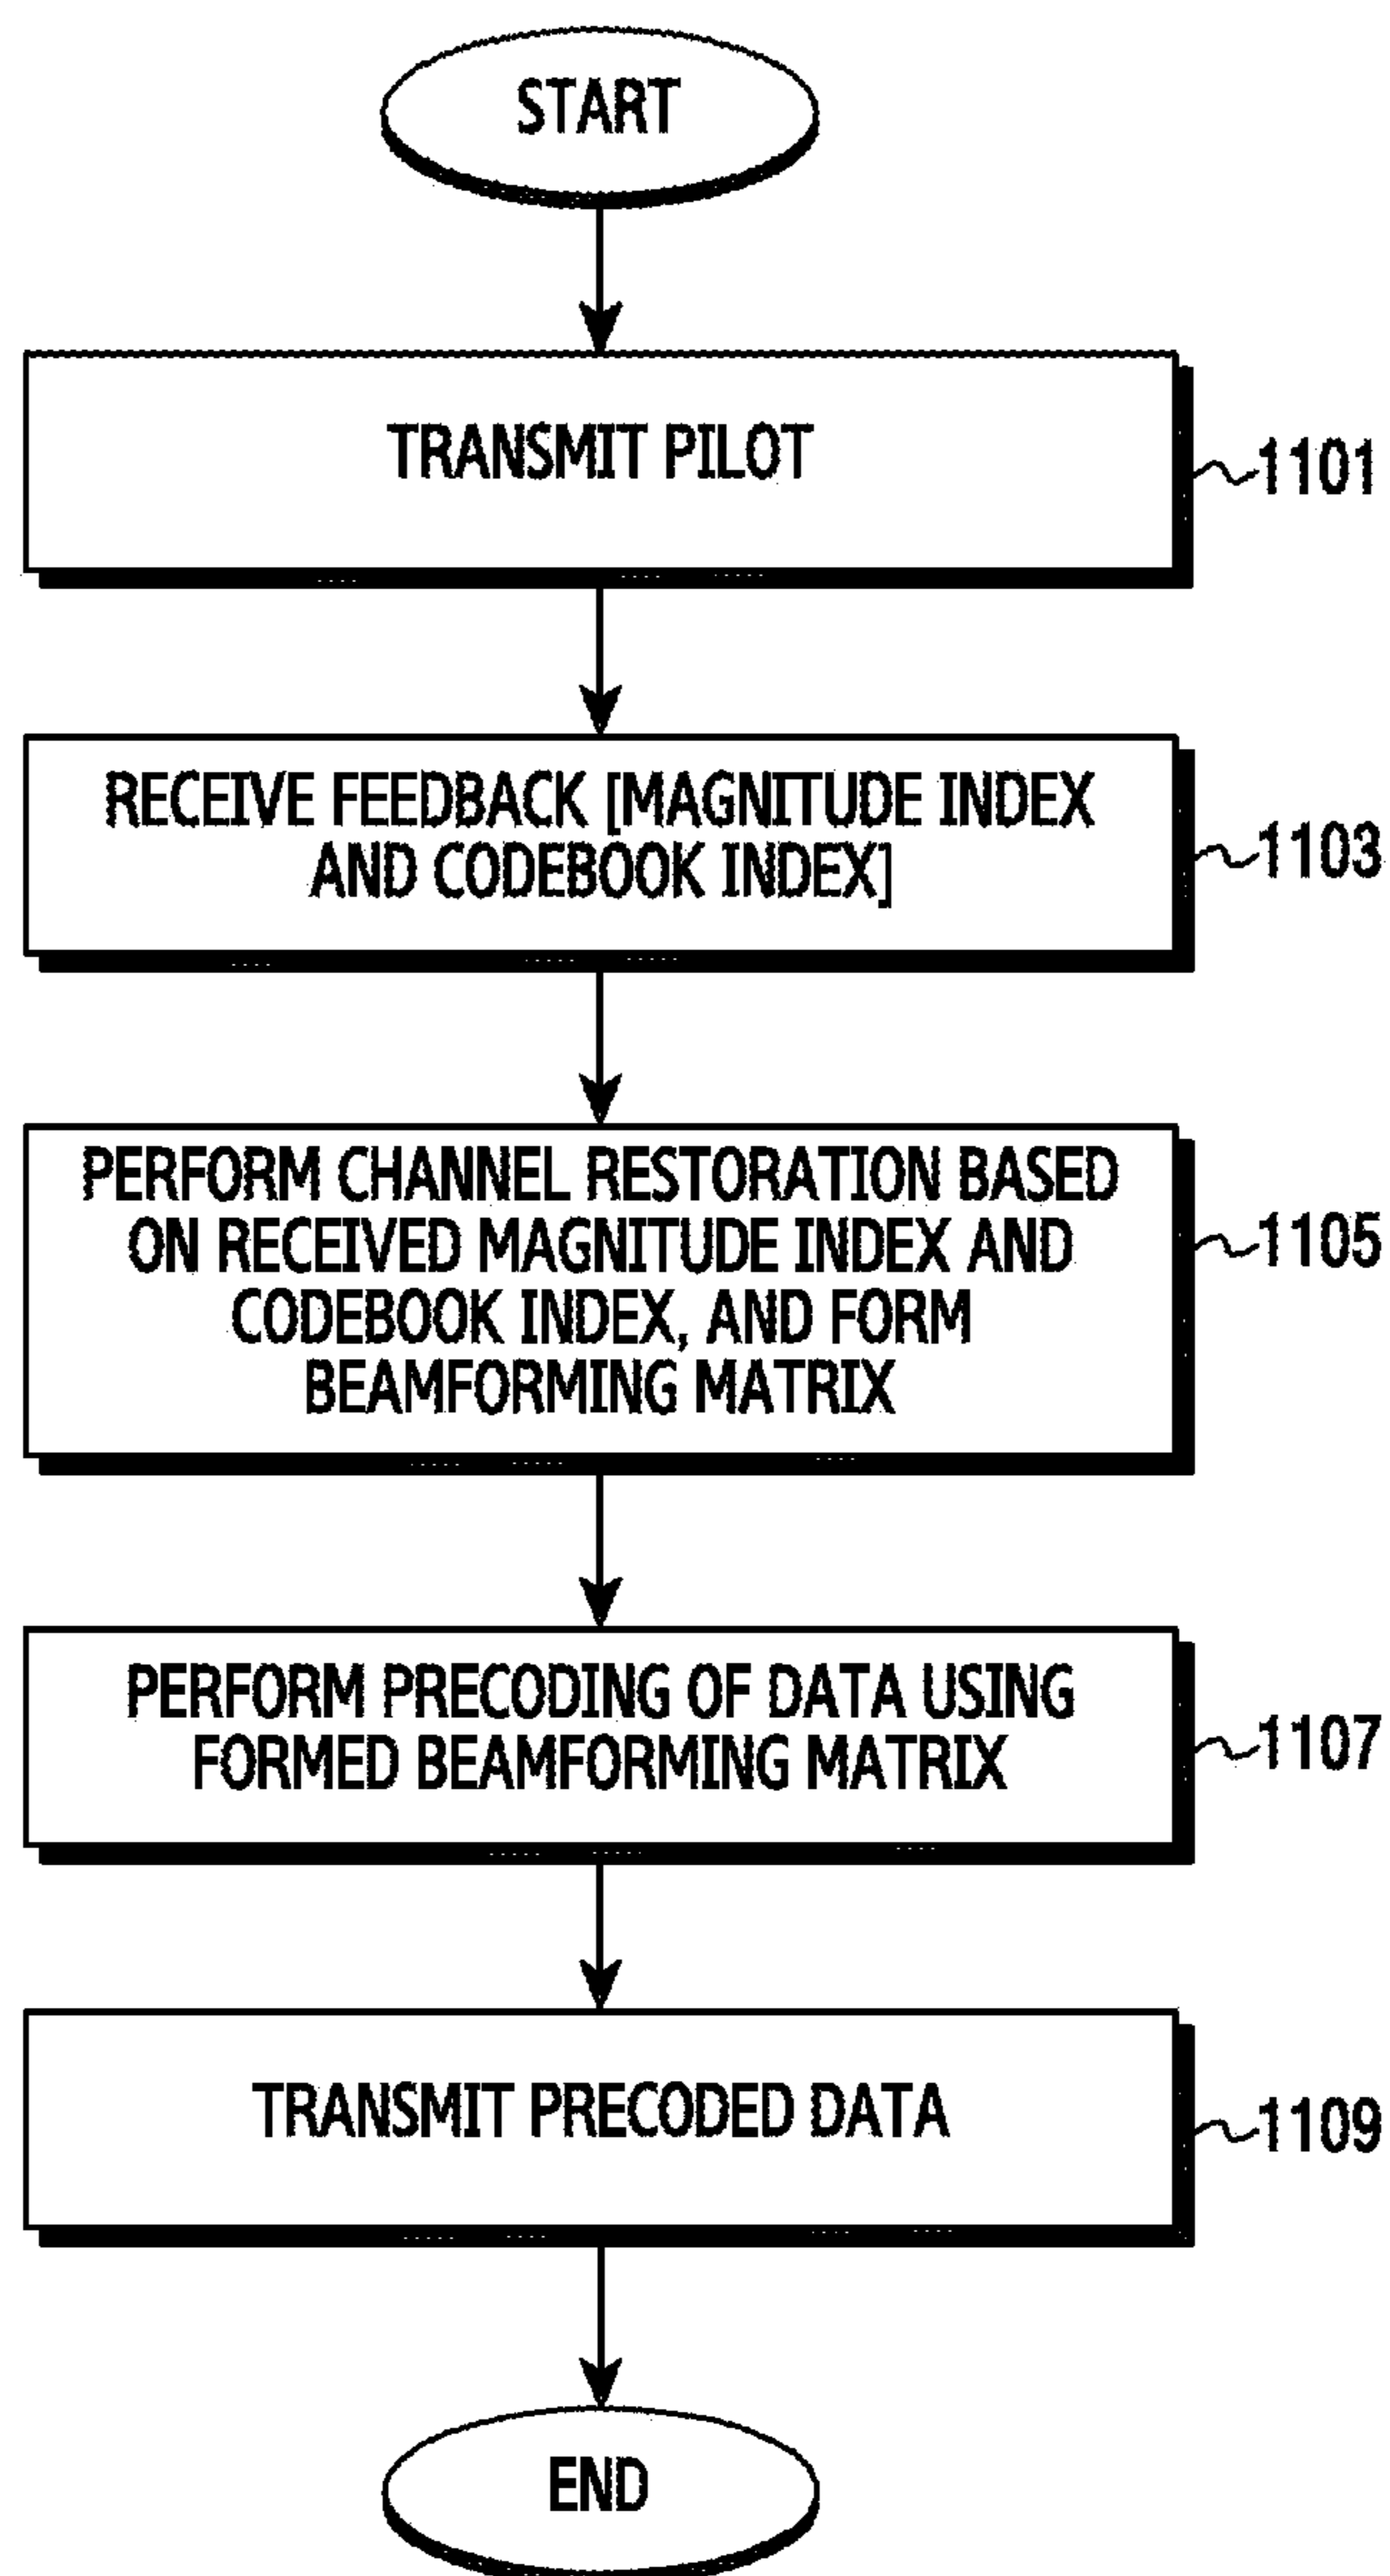 START
TRANSMIT PILOT
1101
RECEIVE FEEDBACK [MAGNITUDE INDEX
AND CODEBOOK INDEX]
1103
PERFORM CHANNEL RESTORATION BASED
ON RECEIVED MAGNITUDE INDEX AND
CODEBOOK INDEX, AND FORM
BEAMFORMING MATRIX
1105
PERFORM PRECODING OF DATA USING
FORMED BEAMFORMING MATRIX
1107
TRANSMIT PRECODED DATA
1109
END